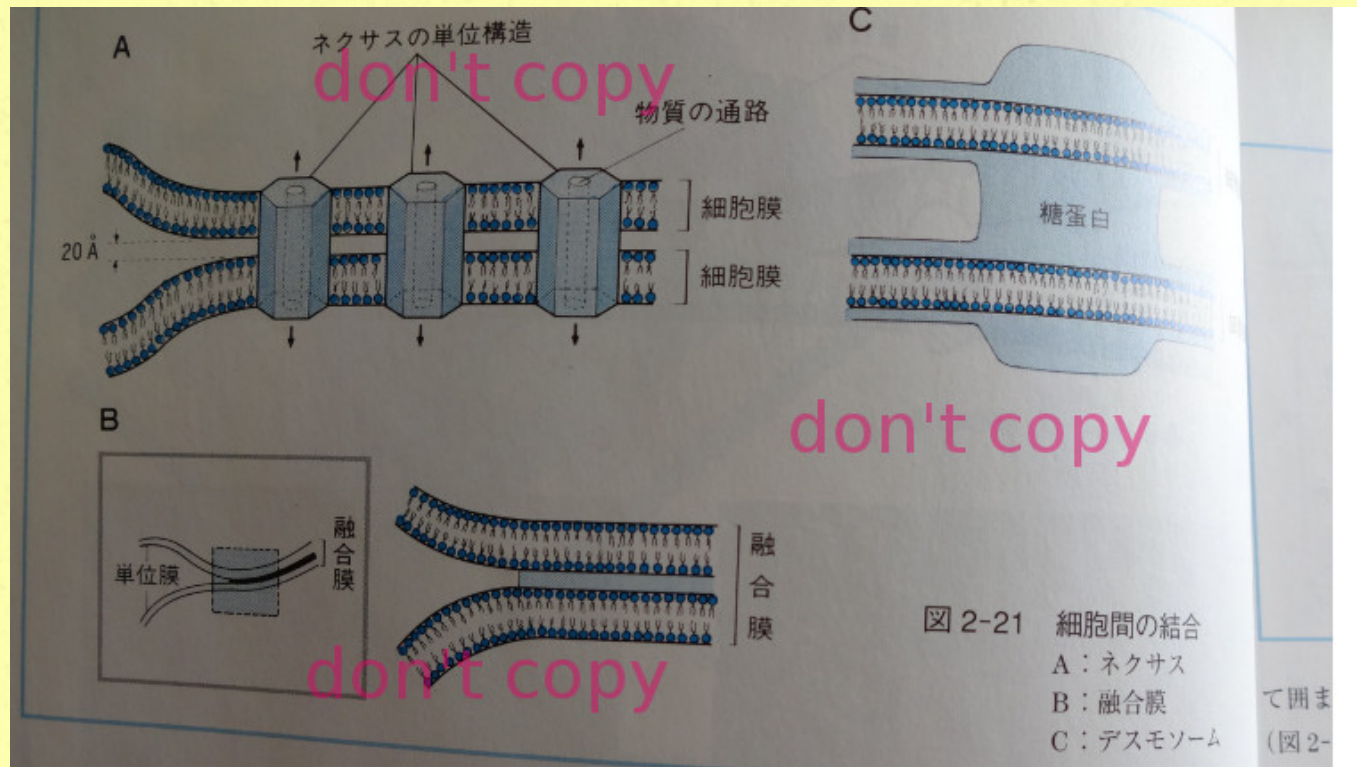 A
ネクサスの単位構造
don't copy
物質の通路
細胞膜
20 Å
細胞膜
C
糖蛋白
don't copy
B
単位膜
融合膜
融合膜
don't copy
図 2-21 細胞間の結合
A：ネクサス
B：融合膜
C：デスモソーム
て囲ま
(図 2-